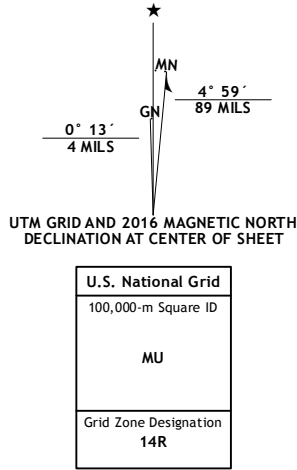 MN
GN
4° 59´
89 MILS
0° 13´
4 MILS
UTM GRID AND 2016 MAGNETIC NORTH
DECLINATION AT CENTER OF SHEET
U.S. National Grid
100,000-m Square ID
MU
Grid Zone Designation
14R